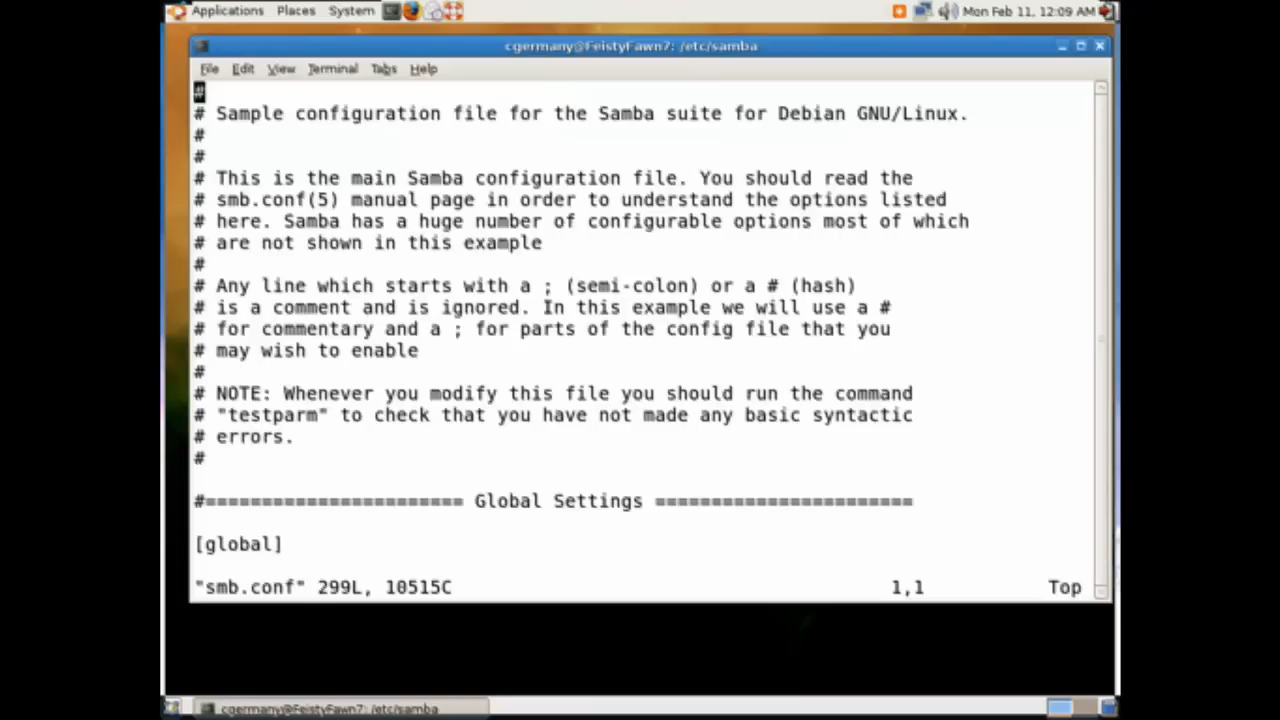 Applications Places System Mon Feb 11, 12:09 AM
cgermany@FeistyFawn7: /etc/samba
File Edit View Terminal Tabs Help
#
# Sample configuration file for the Samba suite for Debian GNU/Linux.
#
#
# This is the main Samba configuration file. You should read the
# smb.conf(5) manual page in order to understand the options listed
# here. Samba has a huge number of configurable options most of which
# are not shown in this example
#
# Any line which starts with a ; (semi-colon) or a # (hash)
# is a comment and is ignored. In this example we will use a #
# for commentary and a ; for parts of the config file that you
# may wish to enable
#
# NOTE: Whenever you modify this file you should run the command
# "testparm" to check that you have not made any basic syntactic
# errors.
#
#======================= Global Settings =======================
[global]
"smb.conf" 299L, 10515C 1,1 Top
cgermany@FeistyFawn7: /etc/samba